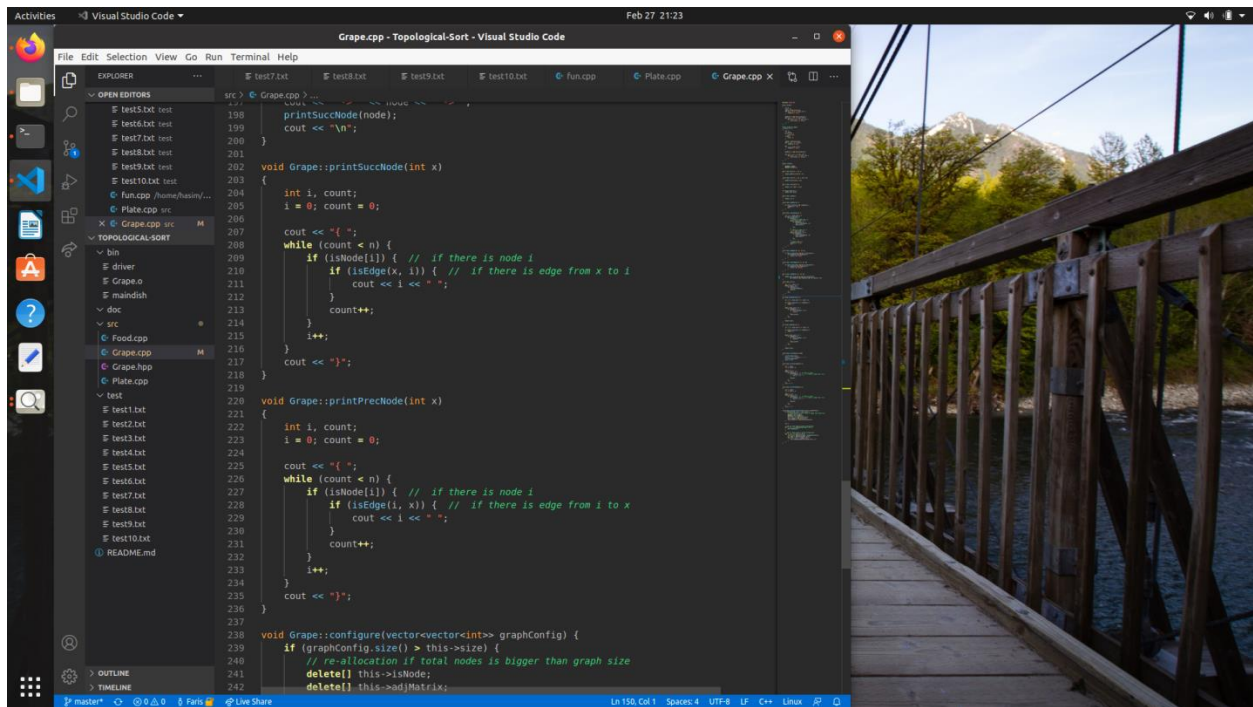 Activities
Visual Studio Code
Feb 27 21:23
Grape.cpp - Topological-Sort - Visual Studio Code
File Edit Selection View Go Run Terminal Help
EXPLORER
test7.txt test8.txt test9.txt test10.txt fun.cpp Plate.cpp Grape.cpp
OPEN EDITORS
test5.txt test
test6.txt test
test7.txt test
test8.txt test
test9.txt test
test10.txt test
fun.cpp /home/hasin/...
Plate.cpp src
Grape.cpp src M
TOPOLOGICAL-SORT
bin
driver
Grape.o
maindish
doc
src
Food.cpp
Grape.cpp M
Grape.hpp
Plate.cpp
test
test1.txt
test2.txt
test3.txt
test4.txt
test5.txt
test6.txt
test7.txt
test8.txt
test9.txt
test10.txt
README.md
OUTLINE
TIMELINE
src > Grape.cpp > ...
198 printSuccNode(node);
199 cout << "\n";
200 }
201
202 void Grape::printSuccNode(int x)
203 {
204 int i, count;
205 i = 0; count = 0;
206
207 cout << "{ ";
208 while (count < n) {
209 if (isNode[i]) { // if there is node i
210 if (isEdge(x, i)) { // if there is edge from x to i
211 cout << i << " ";
212 }
213 count++;
214 }
215 i++;
216 }
217 cout << "}";
218 }
219
220 void Grape::printPrecNode(int x)
221 {
222 int i, count;
223 i = 0; count = 0;
224
225 cout << "{ ";
226 while (count < n) {
227 if (isNode[i]) { // if there is node i
228 if (isEdge(i, x)) { // if there is edge from i to x
229 cout << i << " ";
230 }
231 count++;
232 }
233 i++;
234 }
235 cout << "}";
236 }
237
238 void Grape::configure(vector<vector<int>> graphConfig) {
239 if (graphConfig.size() > this->size) {
240 // re-allocation if total nodes is bigger than graph size
241 delete[] this->isNode;
242 delete[] this->adjMatrix;
master* 0 0 0 Faris Live Share
Ln 150, Col 1 Spaces: 4 UTF-8 LF C++ Linux